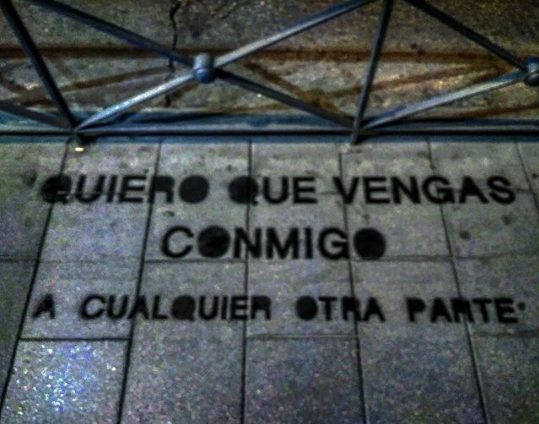 QUIERO QUE VENGAS
CONMIGO
A CUALQUIER OTRA PARTE